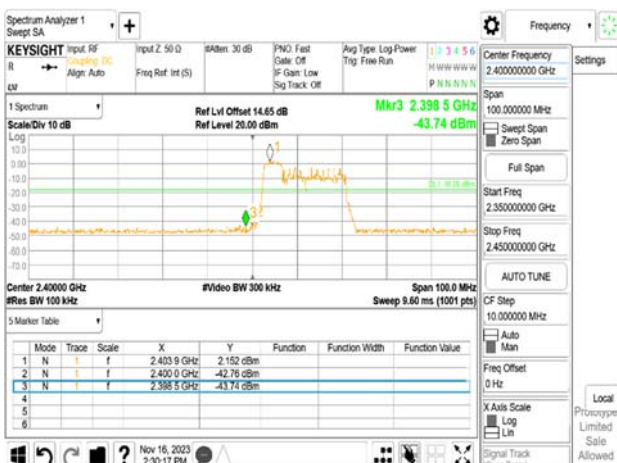 Spectrum Analyzer 1
Swept SA
+
Frequency
KEYSIGHT
R
Input: RF
Coupling: DC
Align: Auto
Input Z: 50 Ω
Freq Ref: Int (S)
#Atten: 30 dB
PNO: Fast
Gate: Off
IF Gain: Low
Sig Track: Off
Avg Type: Log-Power
Trig: Free Run
1 2 3 4 5 6
M W W W W W
P N N N N N
1 Spectrum
Scale/Div 10 dB
Log
Ref Lvl Offset 14.65 dB
Ref Level 20.00 dBm
Mkr3 2.398 5 GHz
-43.74 dBm
10.0
0.00
-10.0
-20.0
-30.0
-40.0
-50.0
-60.0
-70.0
1
3
Center 2.40000 GHz
#Res BW 100 kHz
#Video BW 300 kHz
Span 100.0 MHz
Sweep 9.60 ms (1001 pts)
5 Marker Table
Mode Trace Scale X Y Function Function Width Function Value
1 N 1 f 2.403 9 GHz 2.152 dBm
2 N 1 f 2.400 0 GHz -42.76 dBm
3 N 1 f 2.398 5 GHz -43.74 dBm
4
5
6
Nov 16, 2023
2:30:17 PM
?
Center Frequency
2.400000000 GHz
Settings
Span
100.000000 MHz
Swept Span
Zero Span
Full Span
Start Freq
2.350000000 GHz
Stop Freq
2.450000000 GHz
AUTO TUNE
CF Step
10.000000 MHz
Auto
Man
Freq Offset
0 Hz
X Axis Scale
Log
Lin
Signal Track
Local
Prototype
Limited
Sale
Allowed